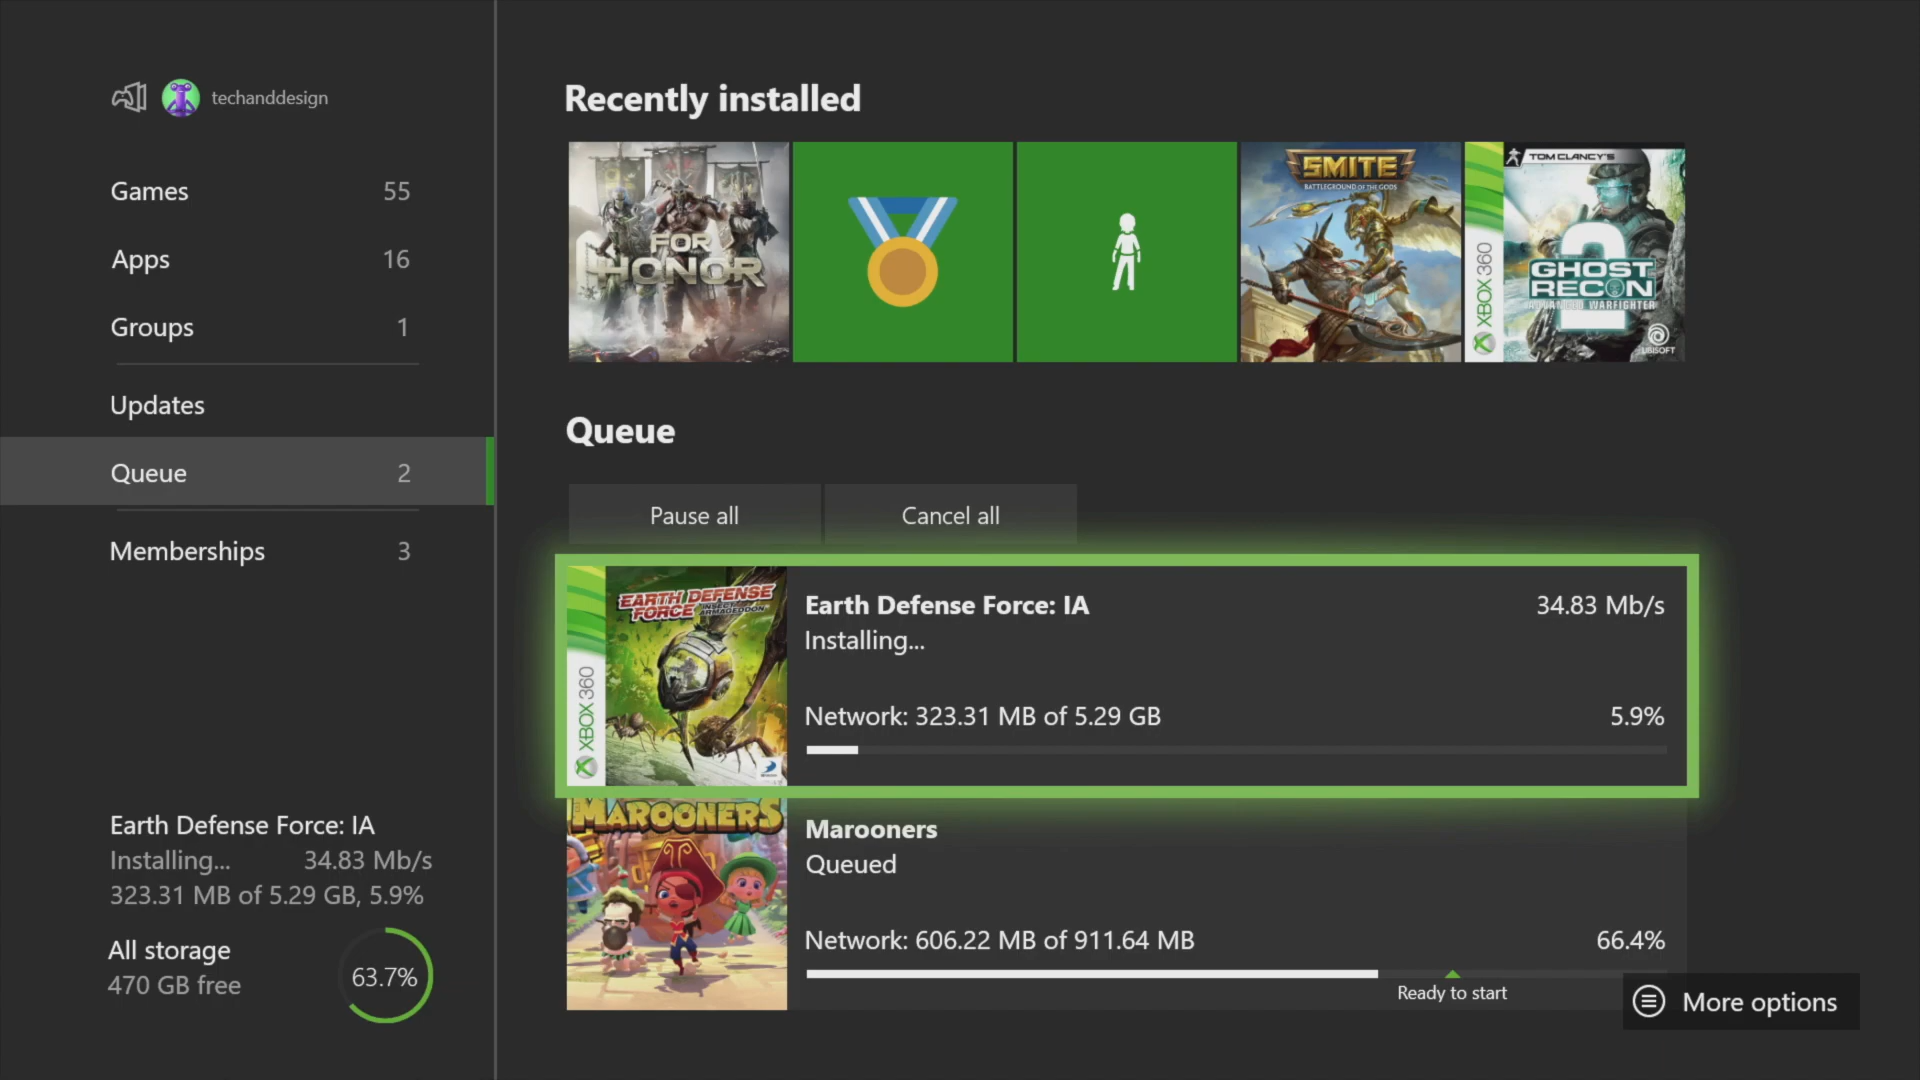 techanddesign
Games 55
Apps 16
Groups 1
Updates
Queue 2
Memberships 3
Earth Defense Force: IA
Installing... 34.83 Mb/s
323.31 MB of 5.29 GB, 5.9%
All storage
470 GB free
63.7%
Recently installed
FOR
HONOR
SMITE
BATTLEGROUND OF THE GODS
XBOX 360
TOM CLANCY'S
GHOST
RECON
2
ADVANCED WARFIGHTER
UBISOFT
Queue
Pause all
Cancel all
XBOX 360
EARTH DEFENSE
FORCE INSECT ARMAGEDDON
Earth Defense Force: IA 34.83 Mb/s
Installing...
Network: 323.31 MB of 5.29 GB 5.9%
MAROONERS
Marooners
Queued
Network: 606.22 MB of 911.64 MB 66.4%
Ready to start
More options